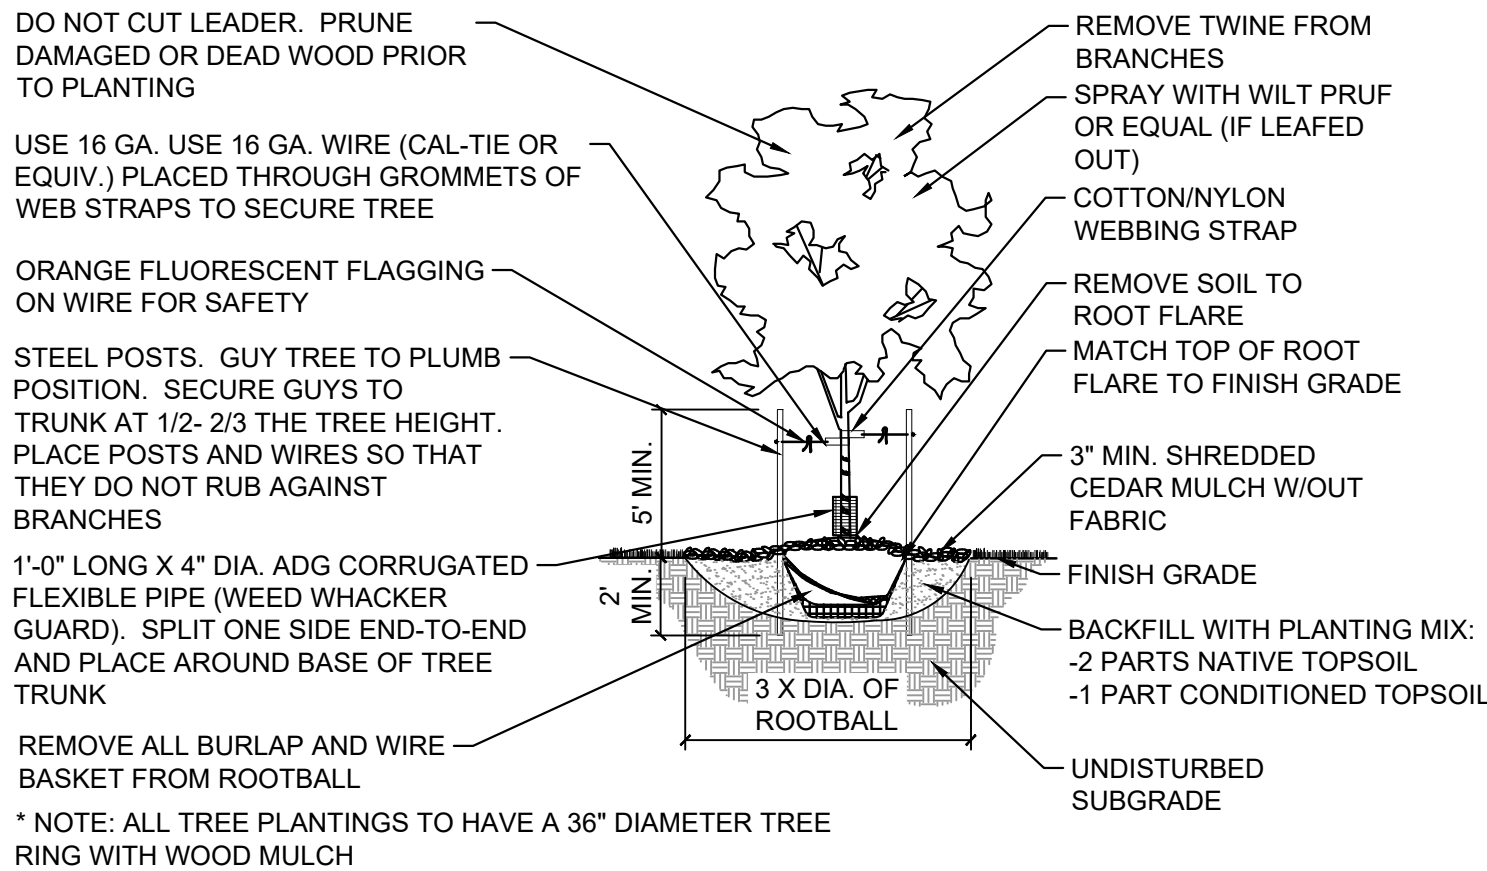 DO NOT CUT LEADER.  PRUNE
DAMAGED OR DEAD WOOD PRIOR
TO PLANTING
USE 16 GA. USE 16 GA. WIRE (CAL-TIE OR
EQUIV.) PLACED THROUGH GROMMETS OF
WEB STRAPS TO SECURE TREE
ORANGE FLUORESCENT FLAGGING
ON WIRE FOR SAFETY
STEEL POSTS.  GUY TREE TO PLUMB
POSITION.  SECURE GUYS TO
TRUNK AT 1/2- 2/3 THE TREE HEIGHT.
PLACE POSTS AND WIRES SO THAT
THEY DO NOT RUB AGAINST
BRANCHES
1'-0" LONG X 4" DIA. ADG CORRUGATED
FLEXIBLE PIPE (WEED WHACKER
GUARD).  SPLIT ONE SIDE END-TO-END
AND PLACE AROUND BASE OF TREE
TRUNK
REMOVE ALL BURLAP AND WIRE
BASKET FROM ROOTBALL
* NOTE: ALL TREE PLANTINGS TO HAVE A 36" DIAMETER TREE
RING WITH WOOD MULCH
5' MIN.
2'
MIN.
3 X DIA. OF
ROOTBALL
REMOVE TWINE FROM
BRANCHES
SPRAY WITH WILT PRUF
OR EQUAL (IF LEAFED
OUT)
COTTON/NYLON
WEBBING STRAP
REMOVE SOIL TO
ROOT FLARE
MATCH TOP OF ROOT
FLARE TO FINISH GRADE
3" MIN. SHREDDED
CEDAR MULCH W/OUT
FABRIC
FINISH GRADE
BACKFILL WITH PLANTING MIX:
-2 PARTS NATIVE TOPSOIL
-1 PART CONDITIONED TOPSOIL
UNDISTURBED
SUBGRADE